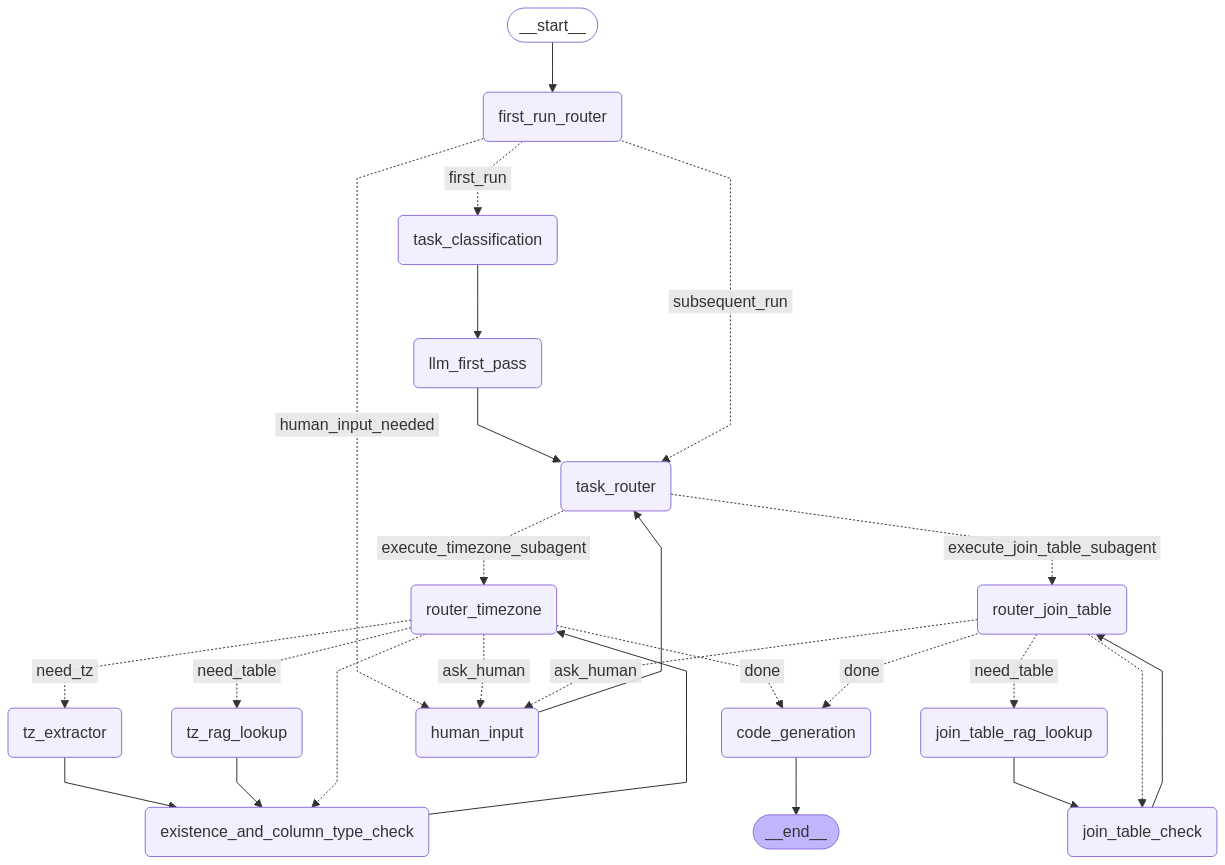 __start__
first_run_router
first_run
task_classification
subsequent_run
llm_first_pass
human_input_needed
task_router
execute_timezone_subagent
execute_join_table_subagent
router_timezone
router_join_table
need_tz
need_table
ask_human
ask_human
done
done
need_table
tz_extractor
tz_rag_lookup
human_input
code_generation
join_table_rag_lookup
existence_and_column_type_check
__end__
join_table_check